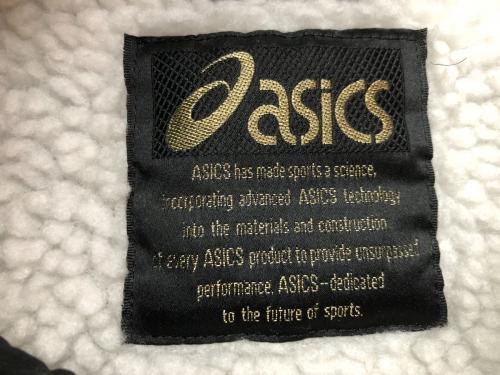 asics
ASICS has made sports a science,
incorporating advanced ASICS technology
into the materials and construction
of every ASICS product to provide unsurpassed
performance. ASICS--dedicated
to the future of sports.